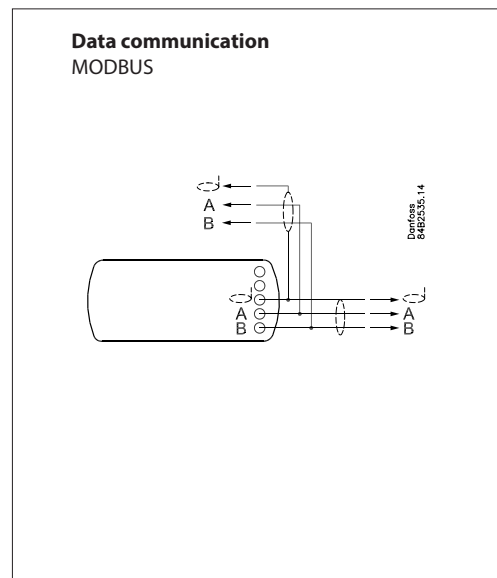 Data communication
MODBUS
A
B
Danfoss
84B2535.14
A
B
A
B